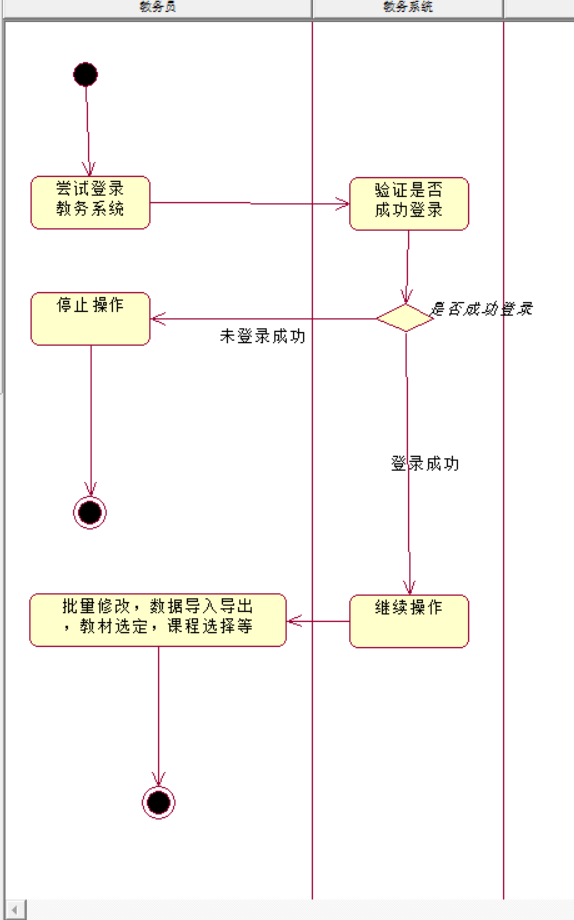 教务员
教务系统
尝试登录
教务系统
验证是否
成功登录
停止操作
是否成功登录
未登录成功
登录成功
批量修改，数据导入导出
，教材选定，课程选择等
继续操作